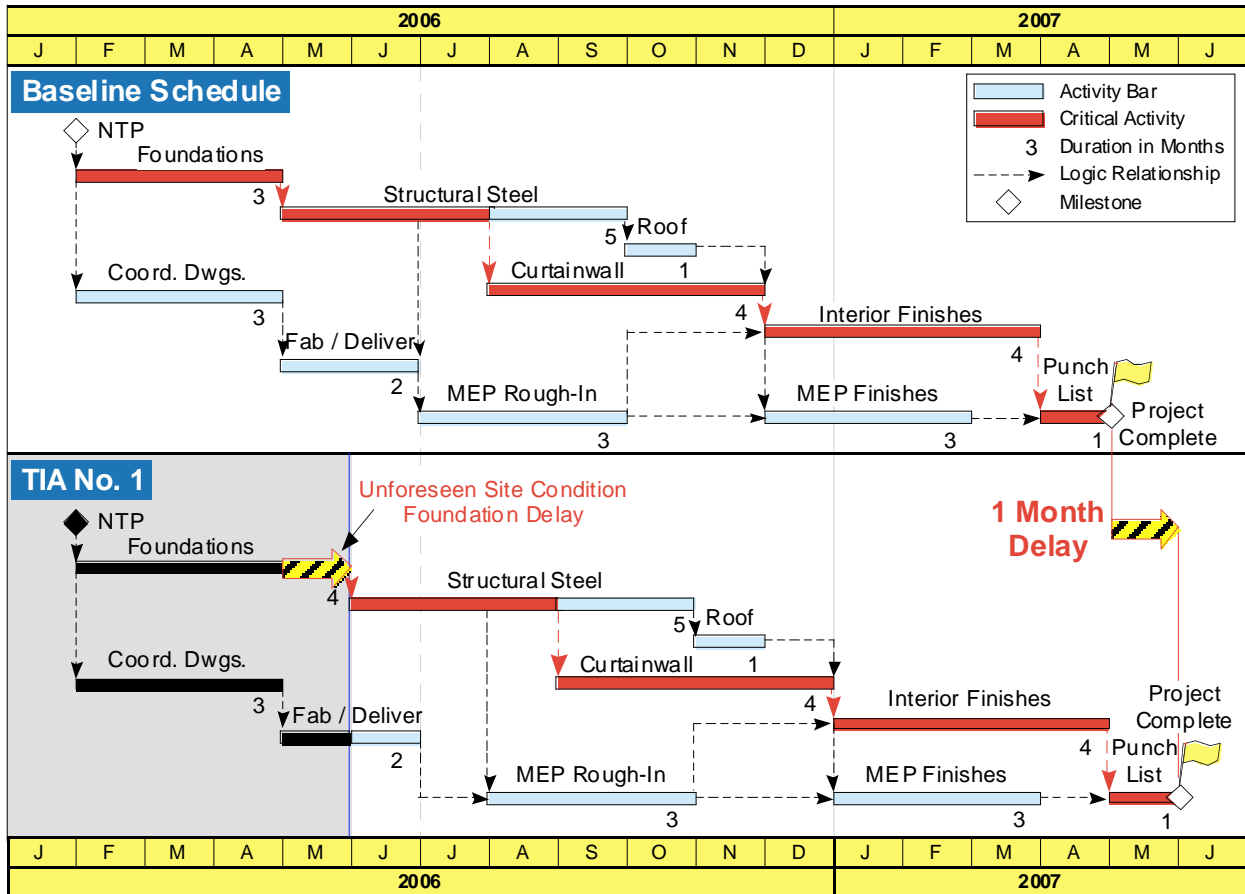 2006 2007
J F M A M J J A S O N D J F M A M J
Baseline Schedule
Activity Bar
Critical Activity
3 Duration in Months
Logic Relationship
Milestone
NTP
Foundations
3
Structural Steel
5
Roof
1
Coord. Dwgs.
3
Curtainwall
4
Interior Finishes
4
Fab / Deliver
2
Punch
List
1
MEP Rough-In
3
MEP Finishes
3
Project
Complete
TIA No. 1
Unforeseen Site Condition
Foundation Delay
1 Month
Delay
NTP
Foundations
4
Structural Steel
5
Roof
1
Coord. Dwgs.
3
Curtainwall
4
Interior Finishes
4
Project
Complete
Fab / Deliver
2
Punch
List
1
MEP Rough-In
3
MEP Finishes
3
J F M A M J J A S O N D J F M A M J
2006 2007